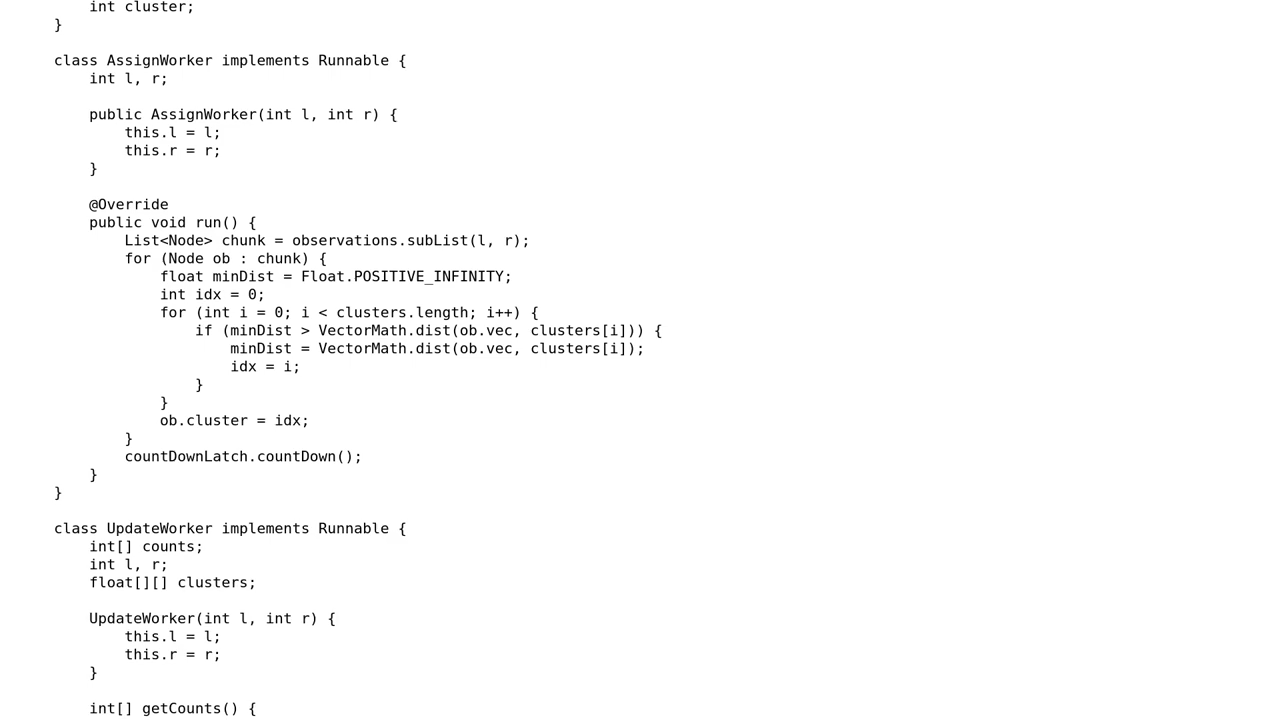 int cluster;
}

class AssignWorker implements Runnable {
    int l, r;

    public AssignWorker(int l, int r) {
        this.l = l;
        this.r = r;
    }

    @Override
    public void run() {
        List<Node> chunk = observations.subList(l, r);
        for (Node ob : chunk) {
            float minDist = Float.POSITIVE_INFINITY;
            int idx = 0;
            for (int i = 0; i < clusters.length; i++) {
                if (minDist > VectorMath.dist(ob.vec, clusters[i])) {
                    minDist = VectorMath.dist(ob.vec, clusters[i]);
                    idx = i;
                }
            }
            ob.cluster = idx;
        }
        countDownLatch.countDown();
    }
}

class UpdateWorker implements Runnable {
    int[] counts;
    int l, r;
    float[][] clusters;

    UpdateWorker(int l, int r) {
        this.l = l;
        this.r = r;
    }

    int[] getCounts() {